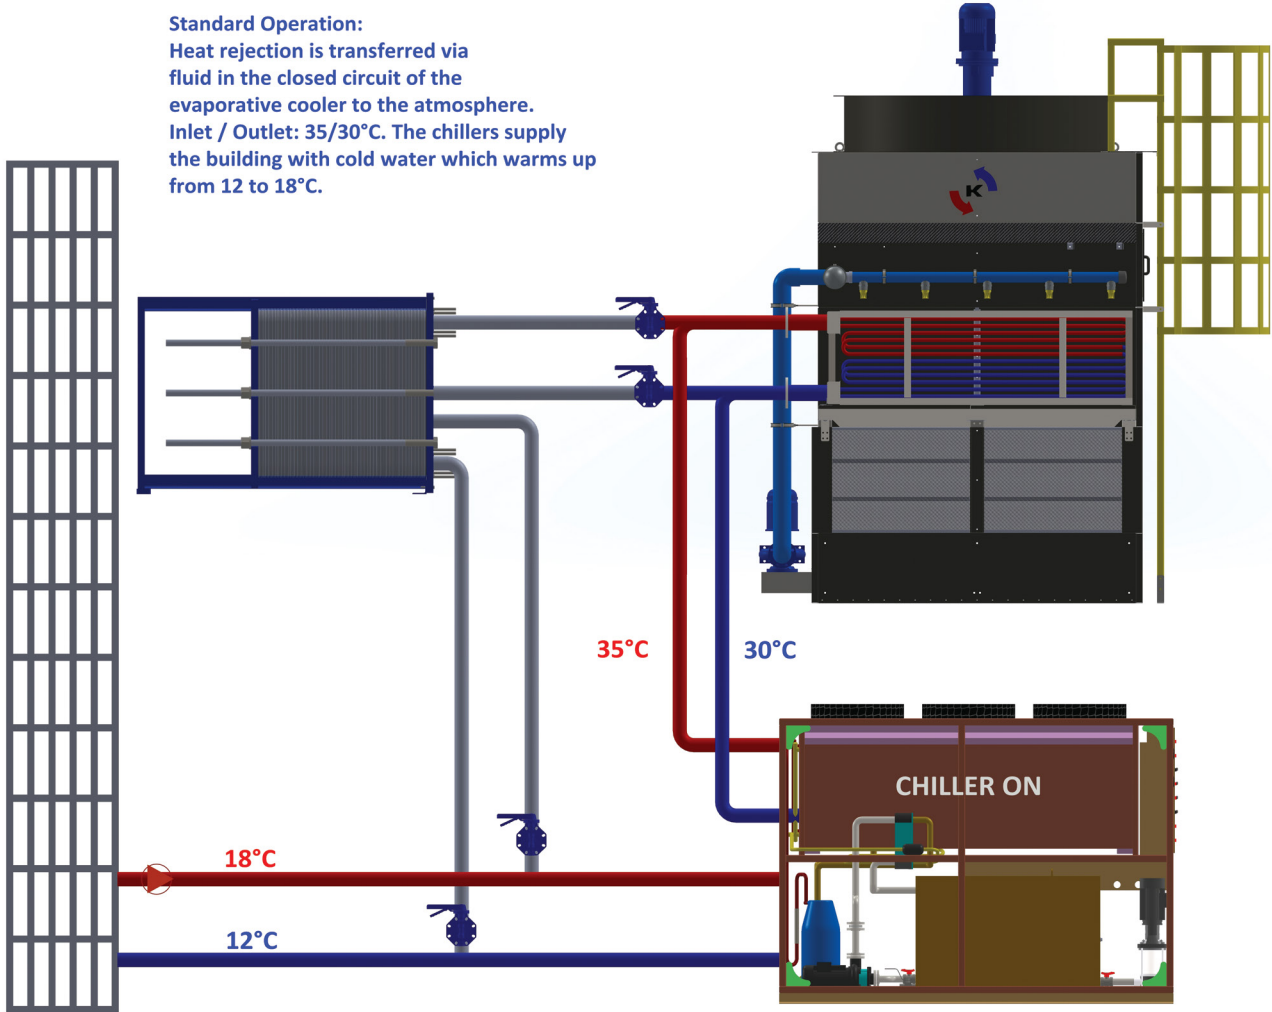 Standard Operation:
Heat rejection is transferred via
fluid in the closed circuit of the
evaporative cooler to the atmosphere.
Inlet / Outlet: 35/30°C. The chillers supply
the building with cold water which warms up
from 12 to 18°C.
K
35°C
30°C
CHILLER ON
18°C
12°C